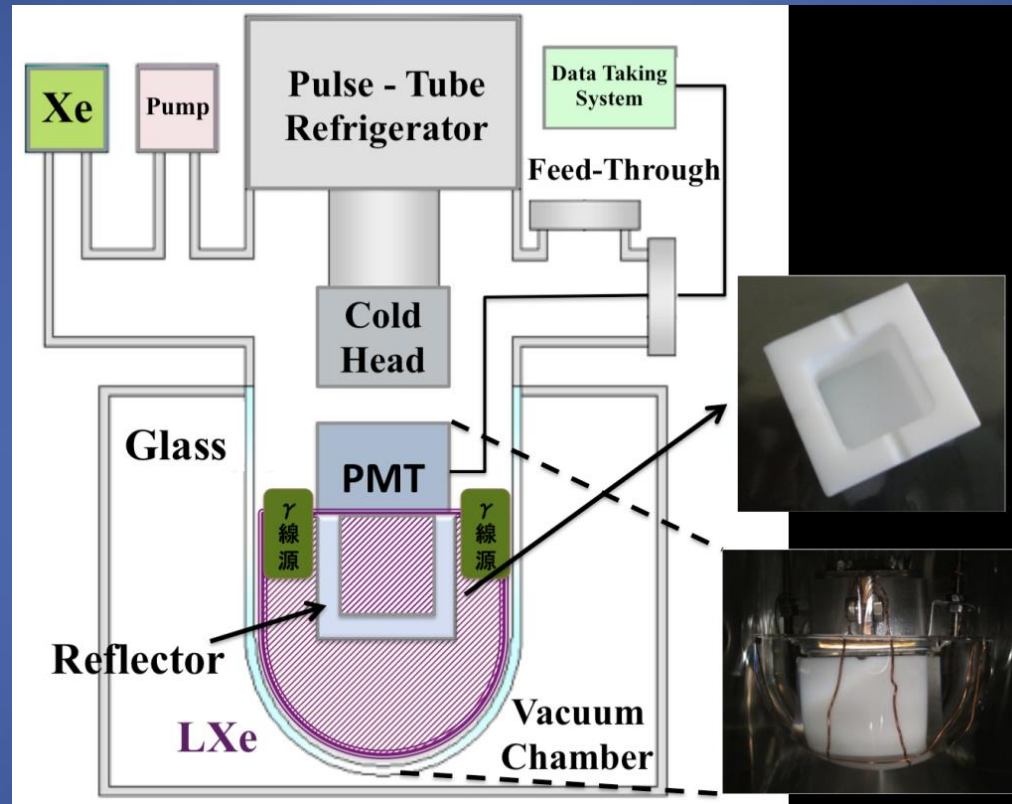 Xe
Pump
Pulse - Tube
Refrigerator
Data Taking
System
Feed-Through
Cold
Head
Glass
PMT
γ
線
源
γ
線
源
Reflector
LXe
Vacuum
Chamber